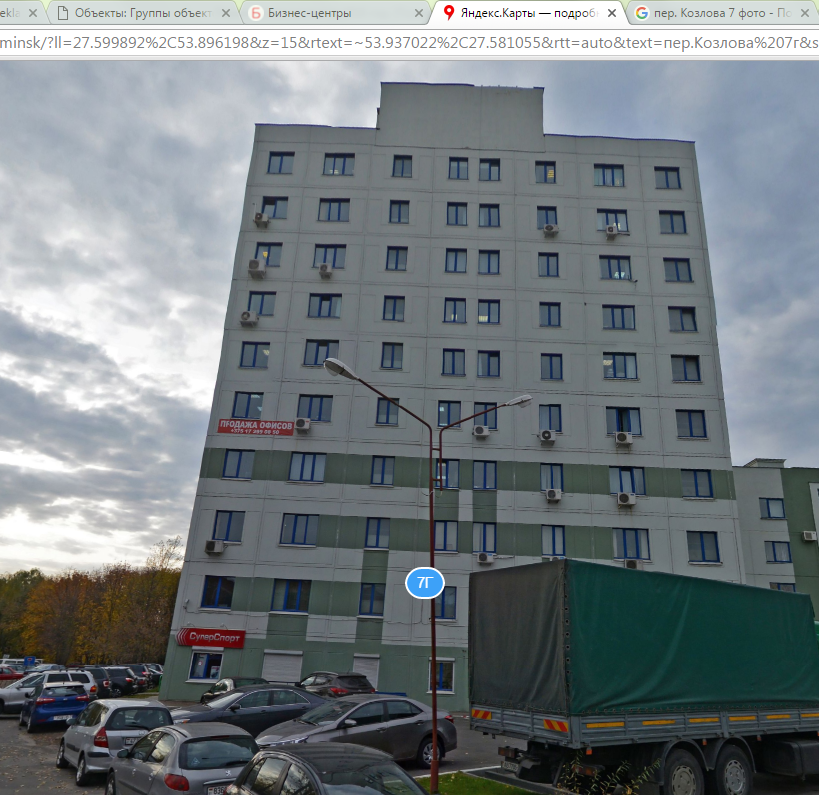 Объекты: Группы объект
Бизнес-центры
Яндекс.Карты — подроб
пер. Козлова 7 фото - По
minsk/?ll=27.599892%2C53.896198&z=15&rtext=~53.937022%2C27.581055&rtt=auto&text=пер.Козлова%207г&s
ПРОДАЖА ОФИСОВ
7Г
СуперСпорт